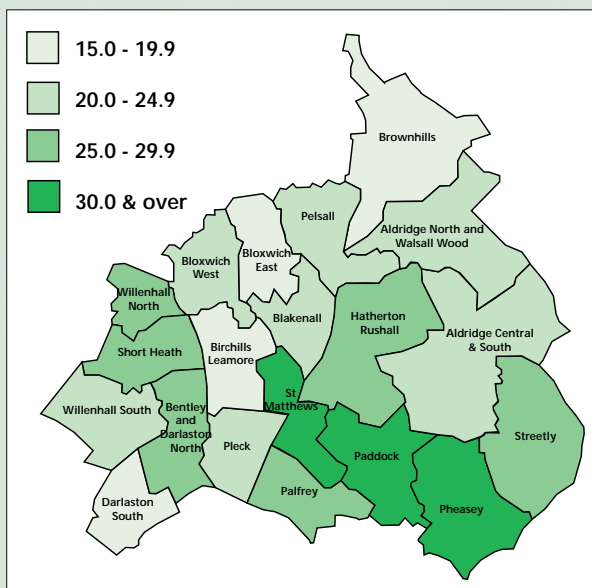 15.0 - 19.9
20.0 - 24.9
25.0 - 29.9
30.0 & over
Brownhills
Pelsall
Aldridge North and
Walsall Wood
Bloxwich
West
Bloxwich
East
Willenhall
North
Blakenall
Hatherton
Rushall
Aldridge Central
& South
Short Heath
Birchills
Leamore
Willenhall South
Bentley
and
Darlaston
North
St
Matthews
Streetly
Pleck
Paddock
Palfrey
Pheasey
Darlaston
South